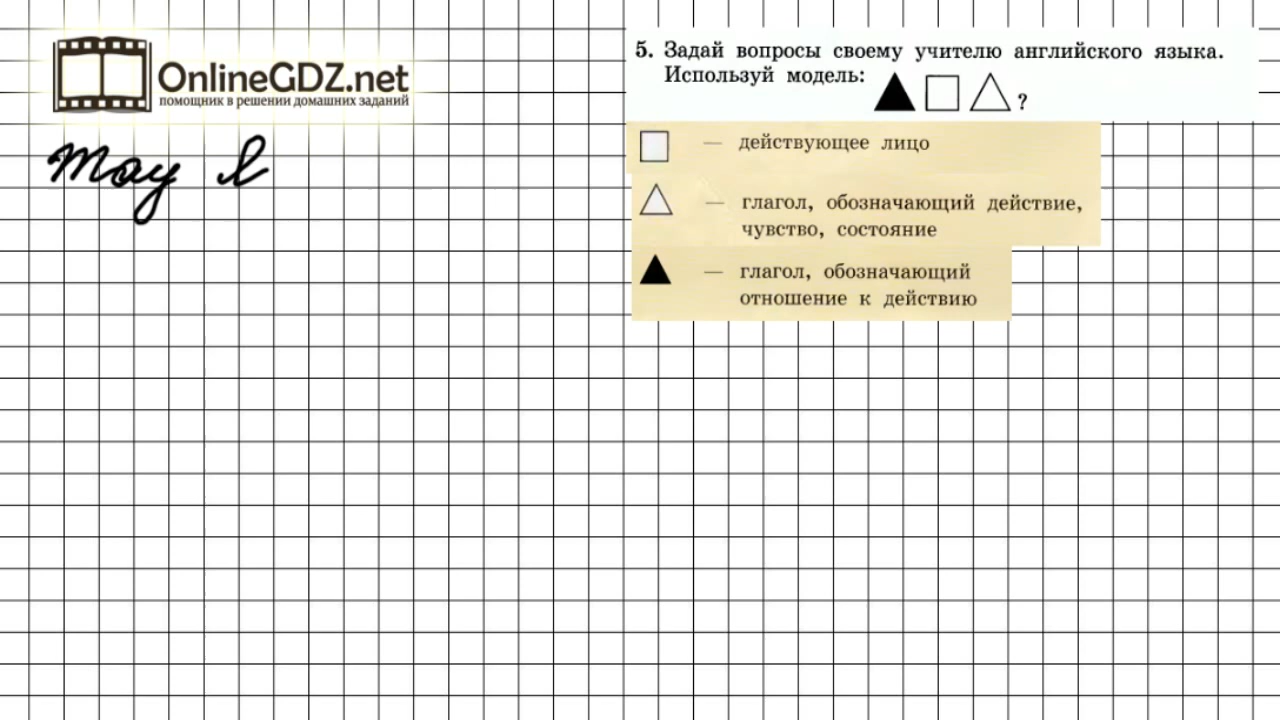 OnlineGDZ.net
помощник в решении домашних заданий
May I
5. Задай вопросы своему учителю английского языка.
Используй модель: ?
— действующее лицо
— глагол, обозначающий действие,
чувство, состояние
— глагол, обозначающий
отношение к действию